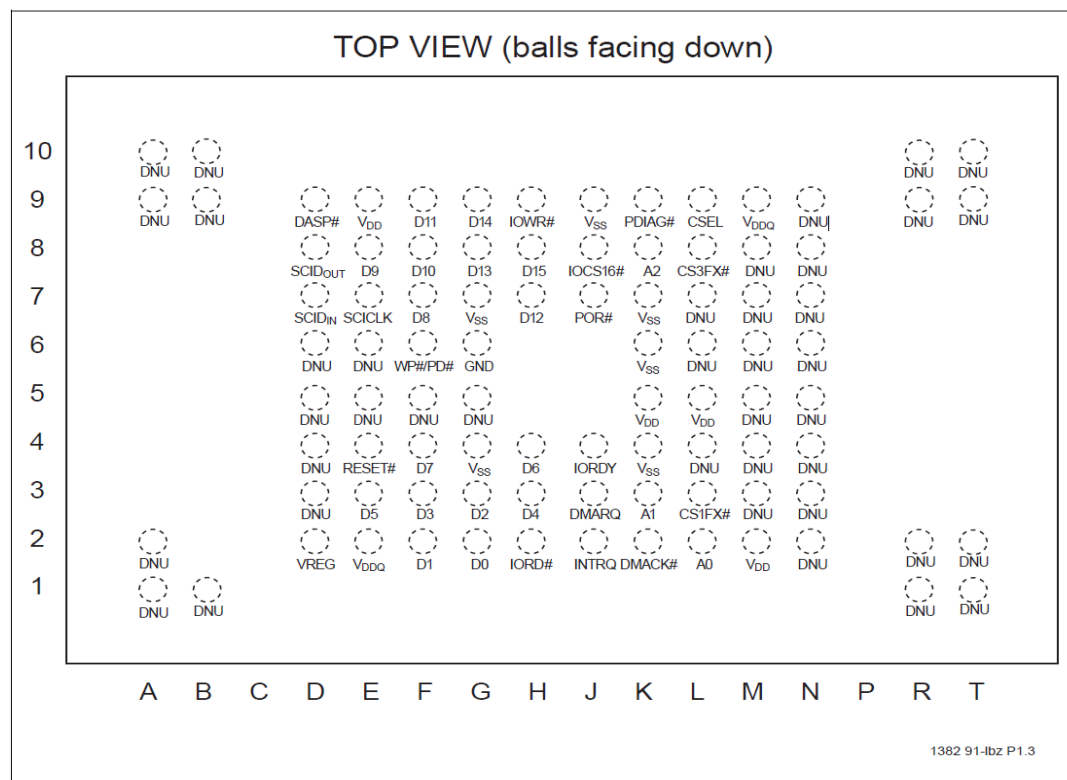 TOP VIEW (balls facing down)
10
DNU DNU DNU DNU
9
DNU DNU DASP# VDD D11 D14 IOWR# VSS PDIAG# CSEL VDDQ DNU DNU DNU
8
SCIDOUT D9 D10 D13 D15 IOCS16# A2 CS3FX# DNU DNU
7
SCIDIN SCICLK D8 VSS D12 POR# VSS DNU DNU DNU
6
DNU DNU WP#/PD# GND VSS DNU DNU DNU
5
DNU DNU DNU DNU VDD VDD DNU DNU
4
DNU RESET# D7 VSS D6 IORDY VSS DNU DNU DNU
3
DNU D5 D3 D2 D4 DMARQ A1 CS1FX# DNU DNU
2
DNU VREG VDDQ D1 D0 IORD# INTRQ DMACK# A0 VDD DNU DNU DNU
1
DNU DNU DNU DNU
A B C D E F G H J K L M N P R T
1382 91-lbz P1.3